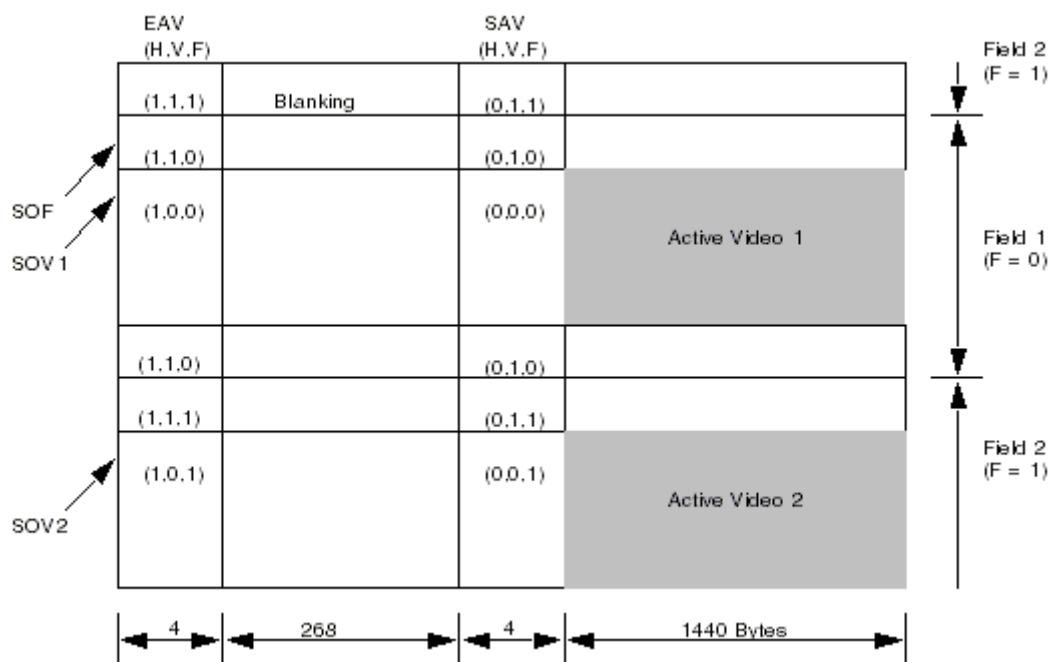 EAV
(H,V,F)
SAV
(H,V,F)
Field 2
(F = 1)
(1,1,1)
Blanking
(0,1,1)
(1,1,0)
(0,1,0)
SOF
(1,0,0)
(0,0,0)
SOV1
Active Video 1
Field 1
(F = 0)
(1,1,0)
(0,1,0)
(1,1,1)
(0,1,1)
Field 2
(F = 1)
(1,0,1)
(0,0,1)
SOV2
Active Video 2
4
268
4
1440 Bytes